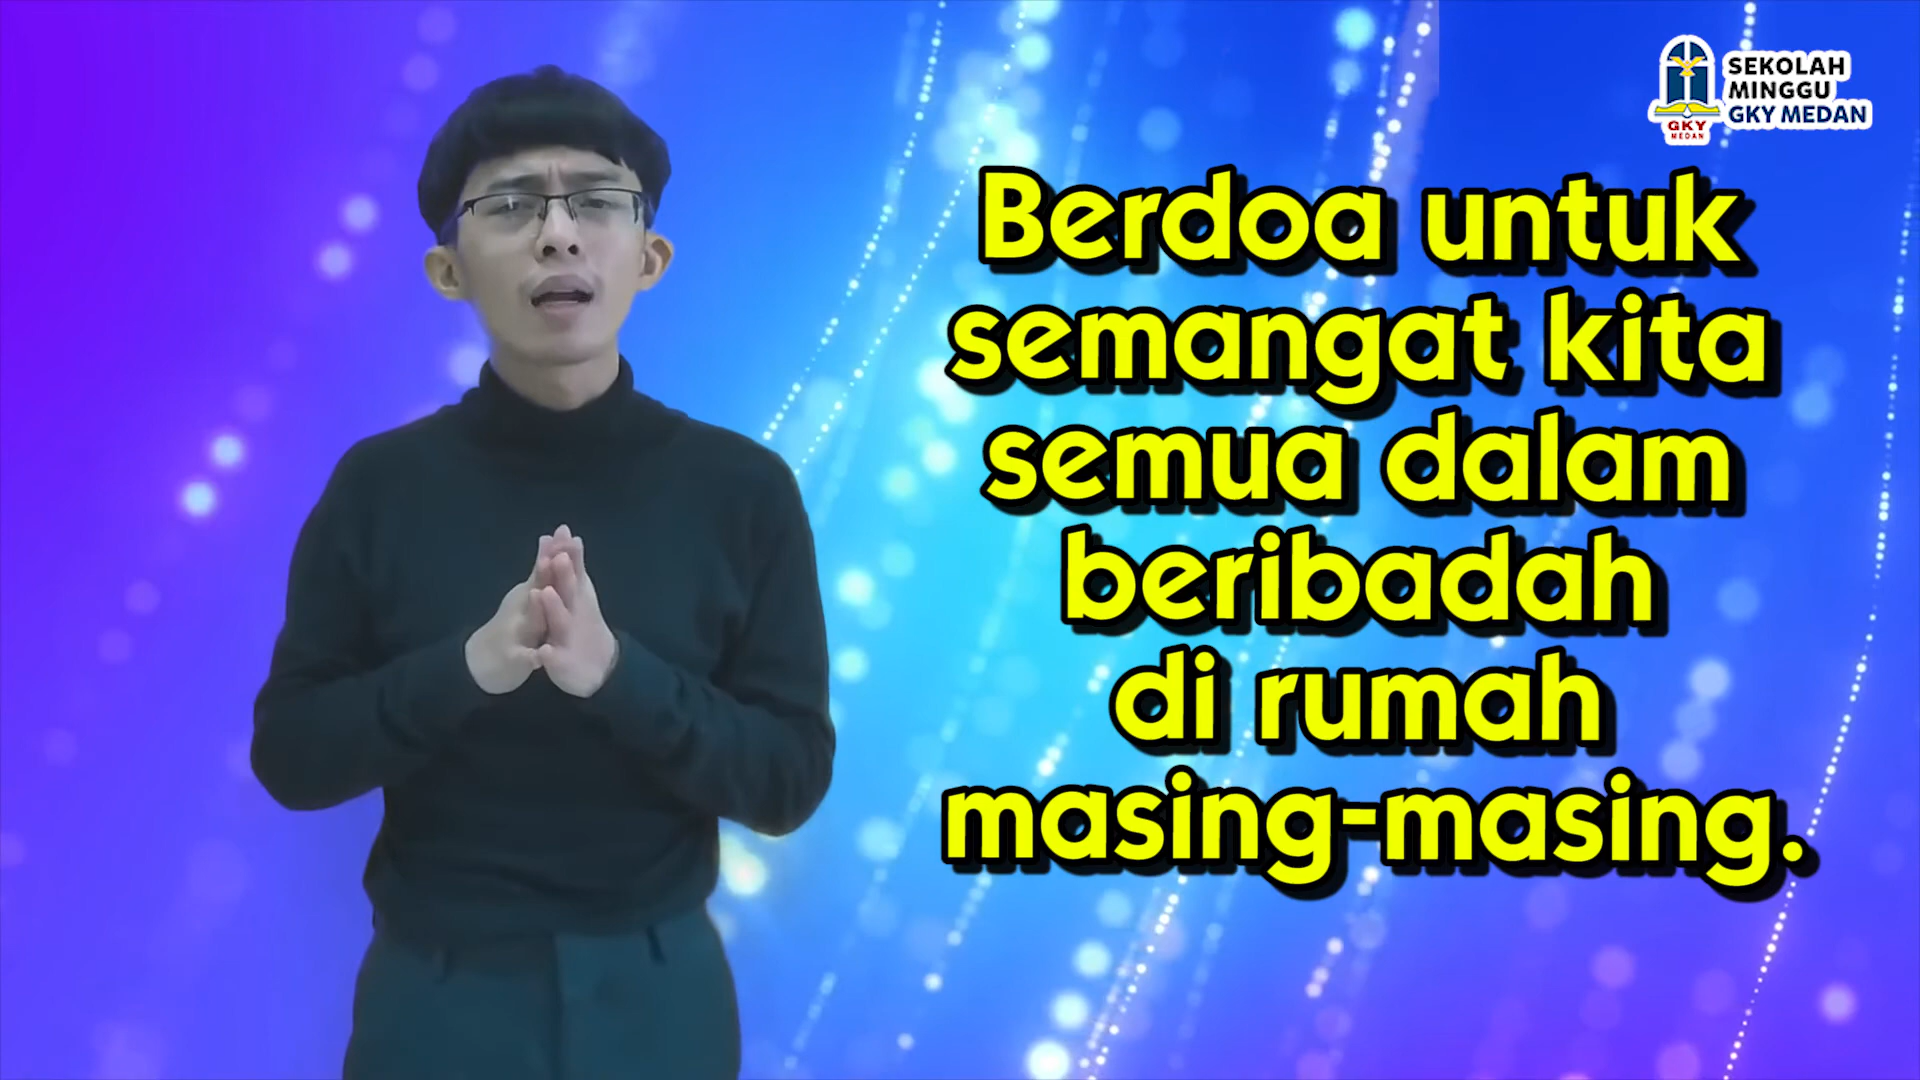 SEKOLAH
MINGGU
GKY MEDAN
GKY
MEDAN
Berdoa untuk
semangat kita
semua dalam
beribadah
di rumah
masing-masing.